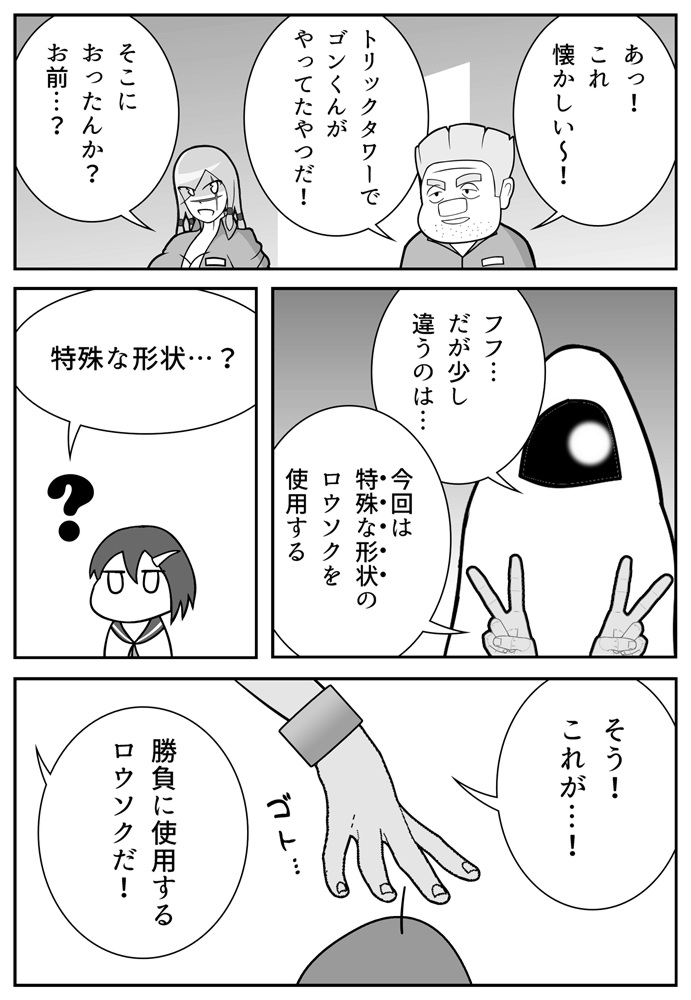 あっ！
これ
懐かしい～！
トリックタワーで
ゴンくんが
やってたやつだ！
そこに
おったんか？
お前…？
フフ…
だが少し
違うのは…
今回は
特殊な形状の
ロウソクを
使用する
特殊な形状…？
？
そう！
これが…！
ゴト…
勝負に使用する
ロウソクだ！